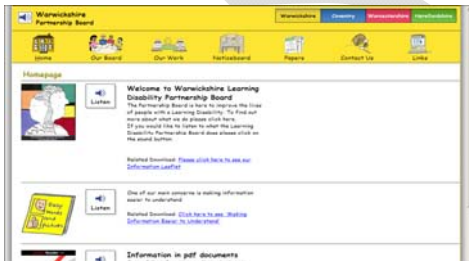 Warwickshire
Partnership Board
Warwickshire Coventry Worcestershire Herefordshire
Home Our Board Our Work Noticeboard Papers Contact Us Links
Homepage
Listen
Welcome to Warwickshire Learning
Disability Partnership Board
The Partnership Board is here to improve the lives
of people with a Learning Disability. To find out
more about what we do please click here.
If you would like to listen to what the Learning
Disability Partnership Board does please click on
the sound button.
Related Download: Please click here to see our
Information Leaflet
Easy
Words
and
Pictures
Listen
One of our main concerns is making information
easier to understand.
Related Download: Click here to see 'Making
Information Easier to Understand'
Information in pdf documents